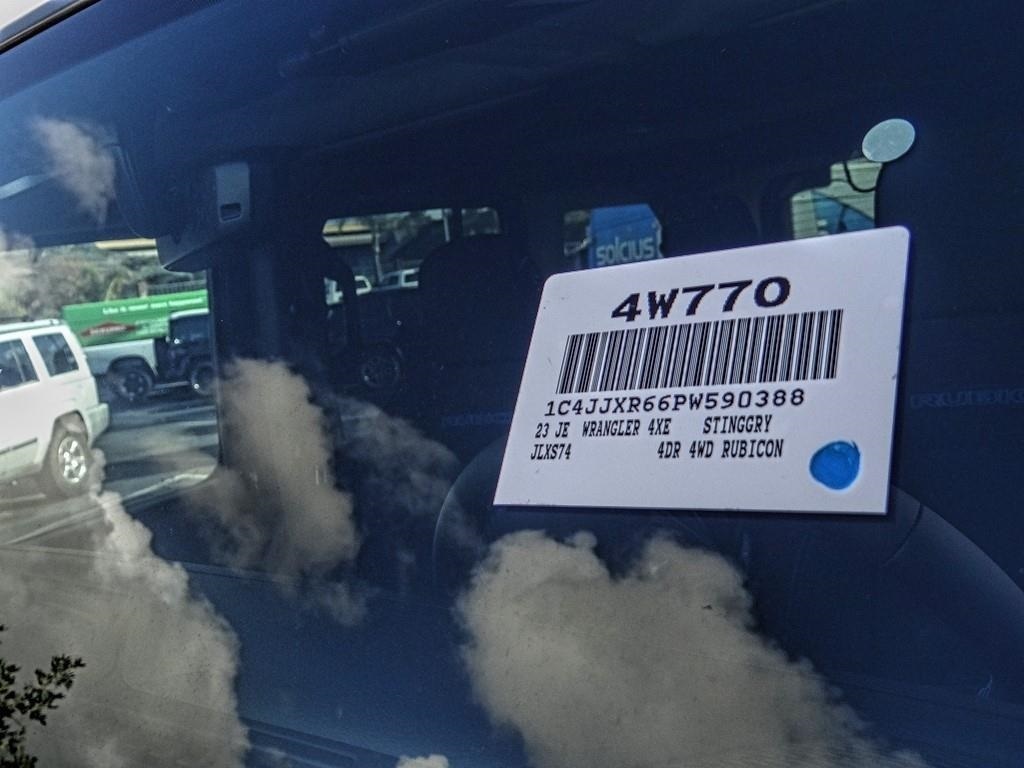 solcius
4W770
1C4JJXR66PW590388
23 JE WRANGLER 4XE STINGGRY
JLXS74 4DR 4WD RUBICON